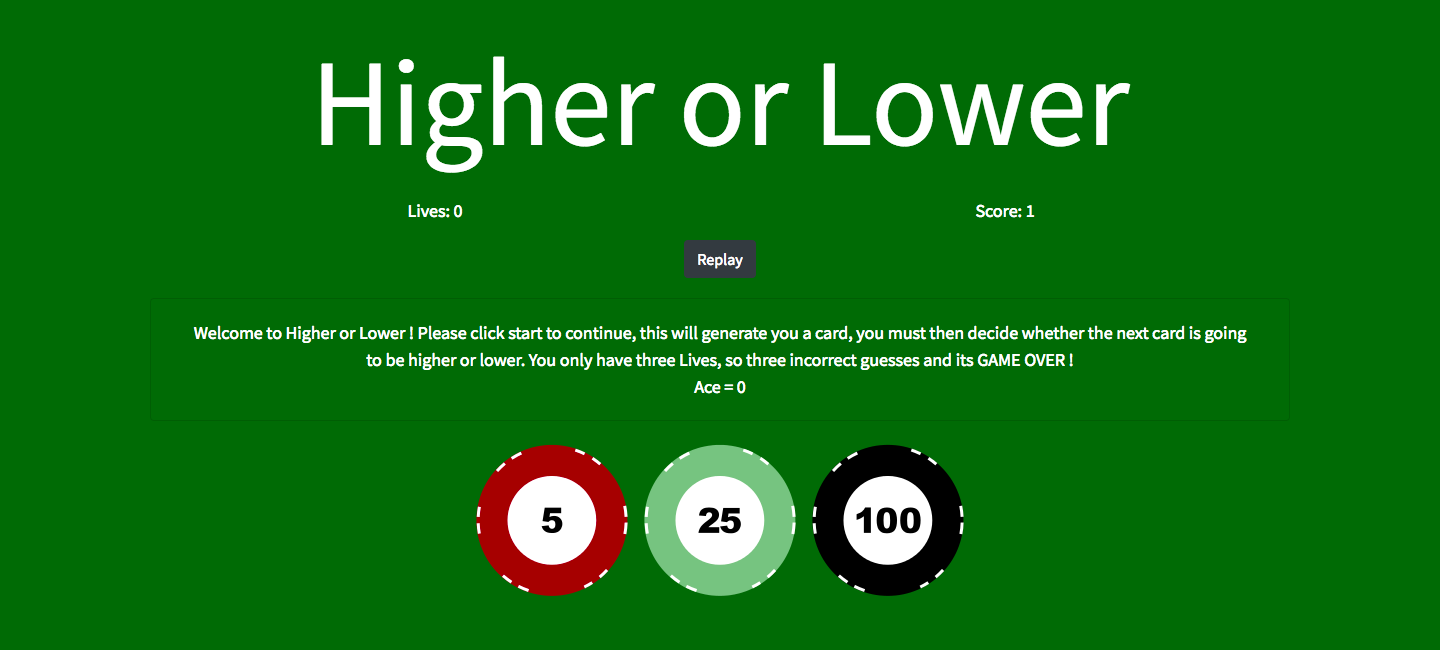 Higher or Lower
Lives: 0
Score: 1
Replay
Welcome to Higher or Lower ! Please click start to continue, this will generate you a card, you must then decide whether the next card is going
to be higher or lower. You only have three Lives, so three incorrect guesses and its GAME OVER !
Ace = 0
5
25
100